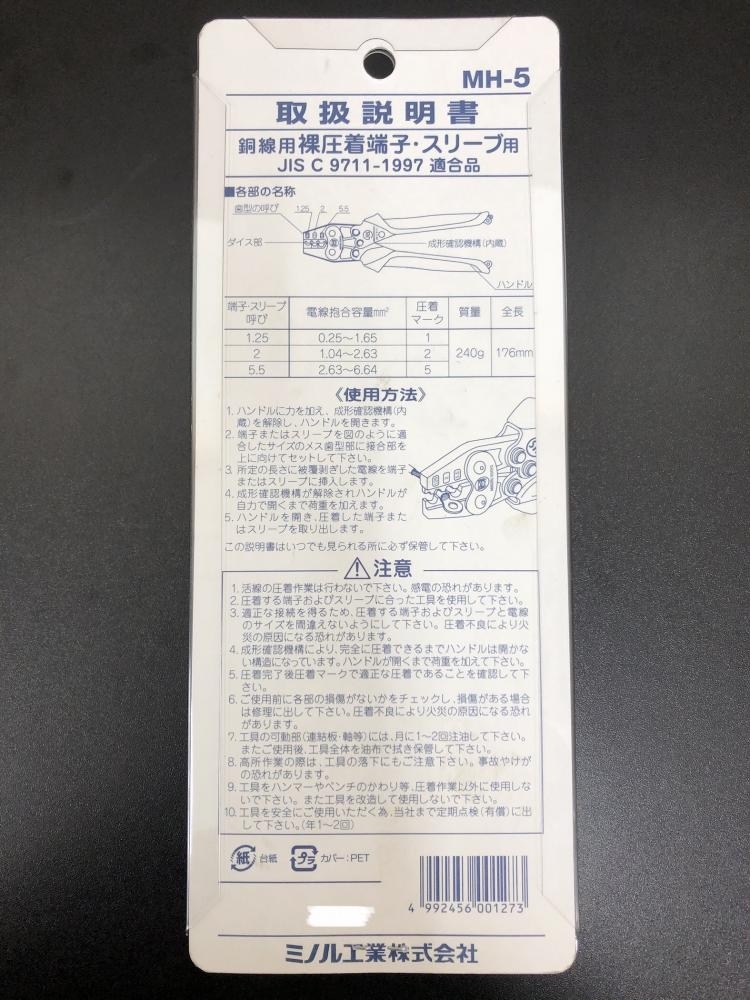 MH-5
取扱説明書
銅線用裸圧着端子・スリーブ用
JIS C 9711-1997 適合品
■各部の名称
歯型の呼び 1.25 2 5.5
ダイス部
成形確認機構(内蔵)
ハンドル
端子・スリーブ呼び 電線抱合容量mm² 圧着マーク 質量 全長
1.25 0.25〜1.65 1
2 1.04〜2.63 2 240g 176mm
5.5 2.63〜6.64 5
《使用方法》
1. ハンドルに力を加え、成形確認機構(内
蔵)を解除し、ハンドルを開きます。
2. 端子またはスリーブを図のように適
合したサイズのメス歯型部に接合部を
上に向けてセットして下さい。
3. 所定の長さに被覆剥ぎした電線を端子
またはスリーブに挿入します。
4. 成形確認機構が解除されハンドルが
自力で開くまで荷重を加えます。
5. ハンドルを開き、圧着した端子また
はスリーブを取り出します。
この説明書はいつでも見られる所に必ず保管して下さい。
注意
1. 活線の圧着作業は行わないで下さい。感電の恐れがあります。
2. 圧着する端子およびスリーブに合った工具を使用して下さい。
3. 適正な接続を得るため、圧着する端子およびスリーブと電線
のサイズを間違えないようにして下さい。圧着不良により火
災の原因になる恐れがあります。
4. 成形確認機構により、完全に圧着できるまでハンドルは開かな
い構造になっています。ハンドルが開くまで荷重を加えて下さい。
5. 圧着完了後圧着マークで適正な圧着であることを確認して下
さい。
6. ご使用前に各部の損傷がないかをチェックし、損傷がある場合
は修理に出して下さい。圧着不良により火災の原因になる恐れ
があります。
7. 工具の可動部(連結板・軸等)には、月に1〜2回注油して下さい。
またご使用後、工具全体を油布で拭き保管して下さい。
8. 高所作業の際は、工具の落下にもご注意下さい。事故やけが
の恐れがあります。
9. 工具をハンマーやペンチのかわり等、圧着作業以外に使用しな
いで下さい。また工具を改造して使用しないで下さい。
10. 工具を安全にご使用いただく為、当社まで定期点検(有償)に出
して下さい。(年1〜2回)
紙 台紙 プラ カバー:PET
4 992456 001273
ミノル工業株式会社